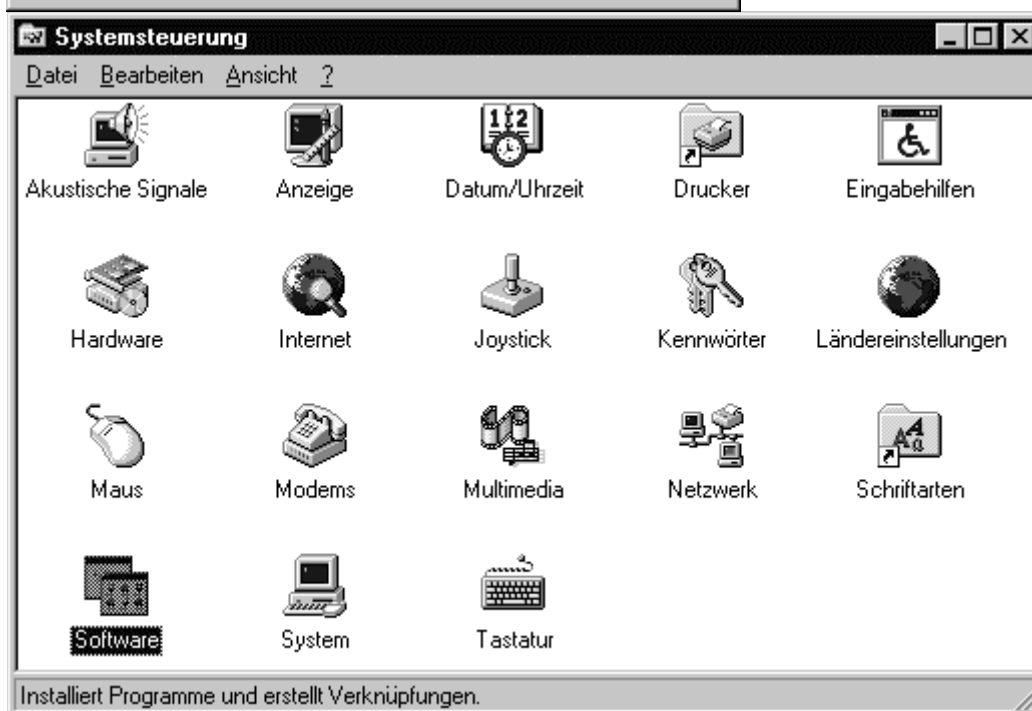 Systemsteuerung
Datei Bearbeiten Ansicht ?
Akustische Signale Anzeige Datum/Uhrzeit Drucker Eingabehilfen
Hardware Internet Joystick Kennwörter Ländereinstellungen
Maus Modems Multimedia Netzwerk Schriftarten
Software System Tastatur
Installiert Programme und erstellt Verknüpfungen.